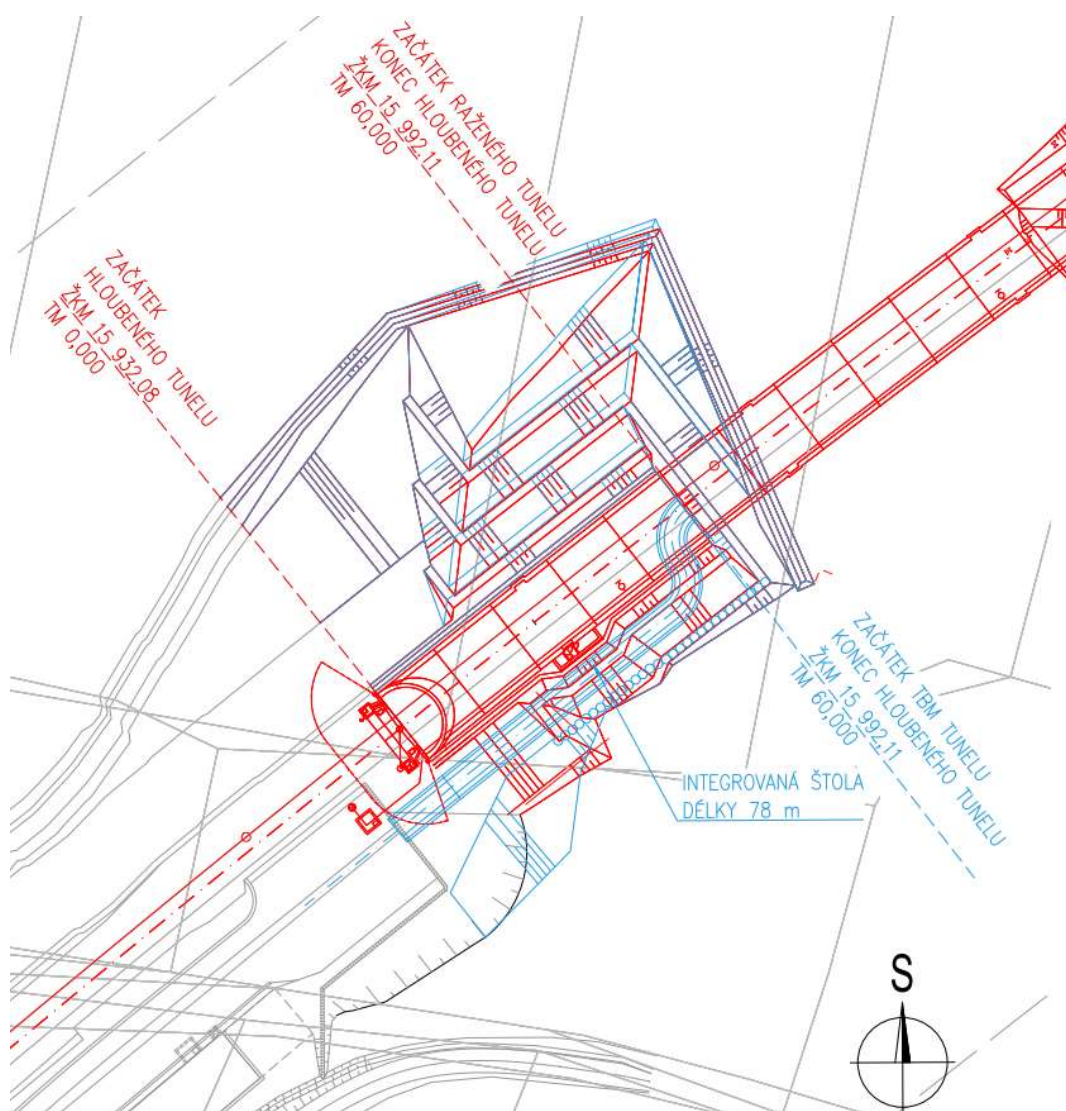 ZAČÁTEK RAŽENÉHO TUNELU
KONEC HLOUBENÉHO TUNELU
ŽKM 15 992.11
TM 60,000
ZAČÁTEK
HLOUBENÉHO TUNELU
ŽKM 15 932.08
TM 0,000
ZAČÁTEK TBM TUNELU
KONEC HLOUBENÉHO TUNELU
ŽKM 15 992.11
TM 60,000
INTEGROVANÁ ŠTOLA
DÉLKY 78 m
S